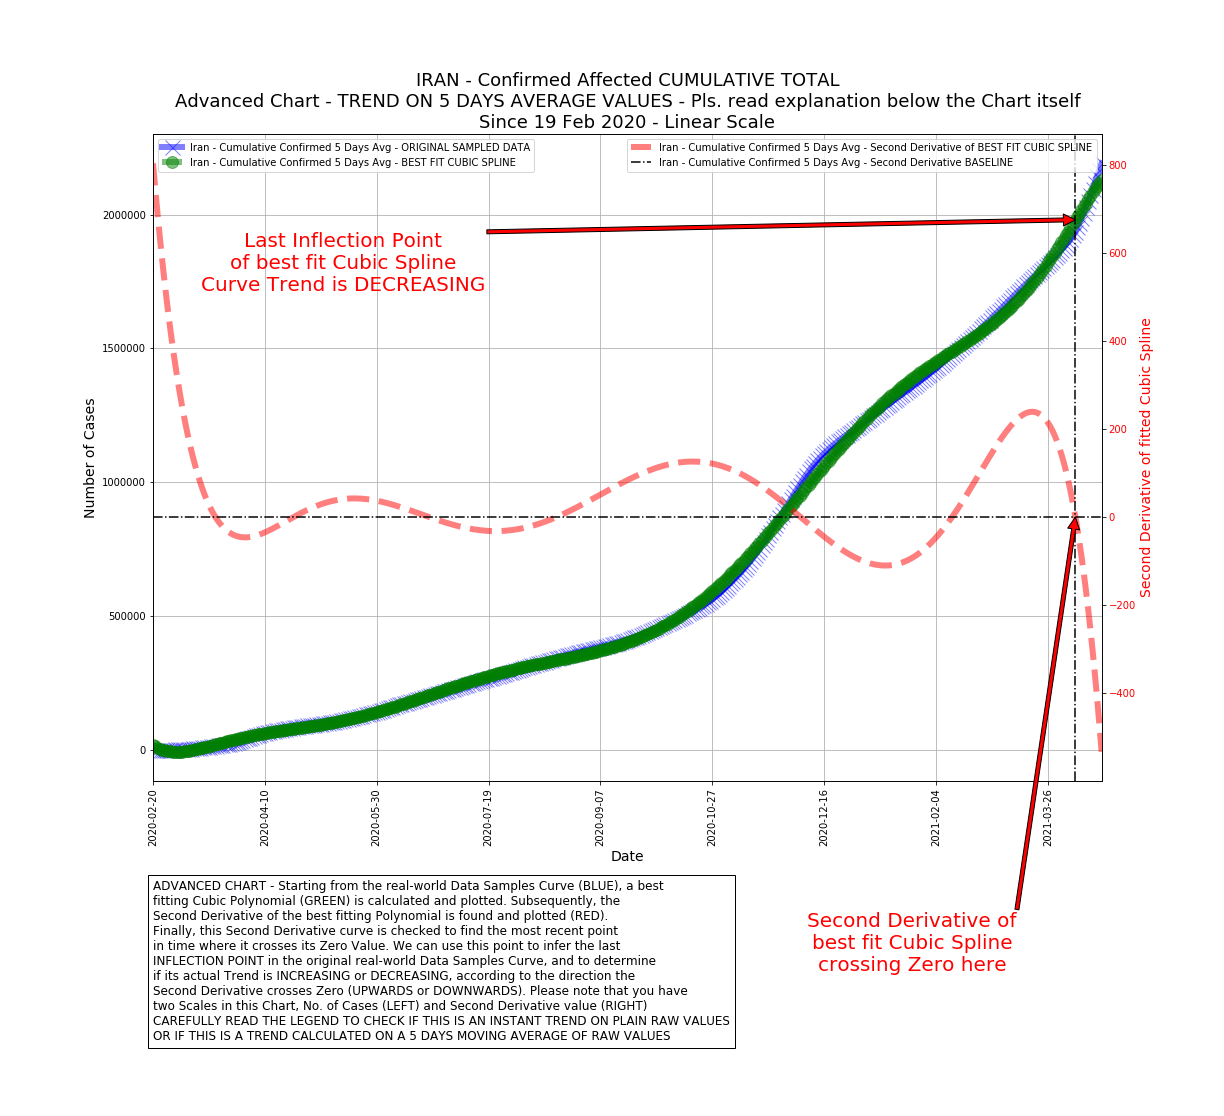 IRAN - Confirmed Affected CUMULATIVE TOTAL
Advanced Chart - TREND ON 5 DAYS AVERAGE VALUES - Pls. read explanation below the Chart itself
Since 19 Feb 2020 - Linear Scale
Iran - Cumulative Confirmed 5 Days Avg - ORIGINAL SAMPLED DATA
Iran - Cumulative Confirmed 5 Days Avg - BEST FIT CUBIC SPLINE
Iran - Cumulative Confirmed 5 Days Avg - Second Derivative of BEST FIT CUBIC SPLINE
Iran - Cumulative Confirmed 5 Days Avg - Second Derivative BASELINE
Last Inflection Point
of best fit Cubic Spline
Curve Trend is DECREASING
Number of Cases
2000000
1500000
1000000
500000
0
800
600
400
200
0
−200
−400
Second Derivative of fitted Cubic Spline
2020-02-20
2020-04-10
2020-05-30
2020-07-19
2020-09-07
2020-10-27
2020-12-16
2021-02-04
2021-03-26
Date
Second Derivative of
best fit Cubic Spline
crossing Zero here
ADVANCED CHART - Starting from the real-world Data Samples Curve (BLUE), a best
fitting Cubic Polynomial (GREEN) is calculated and plotted. Subsequently, the
Second Derivative of the best fitting Polynomial is found and plotted (RED).
Finally, this Second Derivative curve is checked to find the most recent point
in time where it crosses its Zero Value. We can use this point to infer the last
INFLECTION POINT in the original real-world Data Samples Curve, and to determine
if its actual Trend is INCREASING or DECREASING, according to the direction the
Second Derivative crosses Zero (UPWARDS or DOWNWARDS). Please note that you have
two Scales in this Chart, No. of Cases (LEFT) and Second Derivative value (RIGHT)
CAREFULLY READ THE LEGEND TO CHECK IF THIS IS AN INSTANT TREND ON PLAIN RAW VALUES
OR IF THIS IS A TREND CALCULATED ON A 5 DAYS MOVING AVERAGE OF RAW VALUES